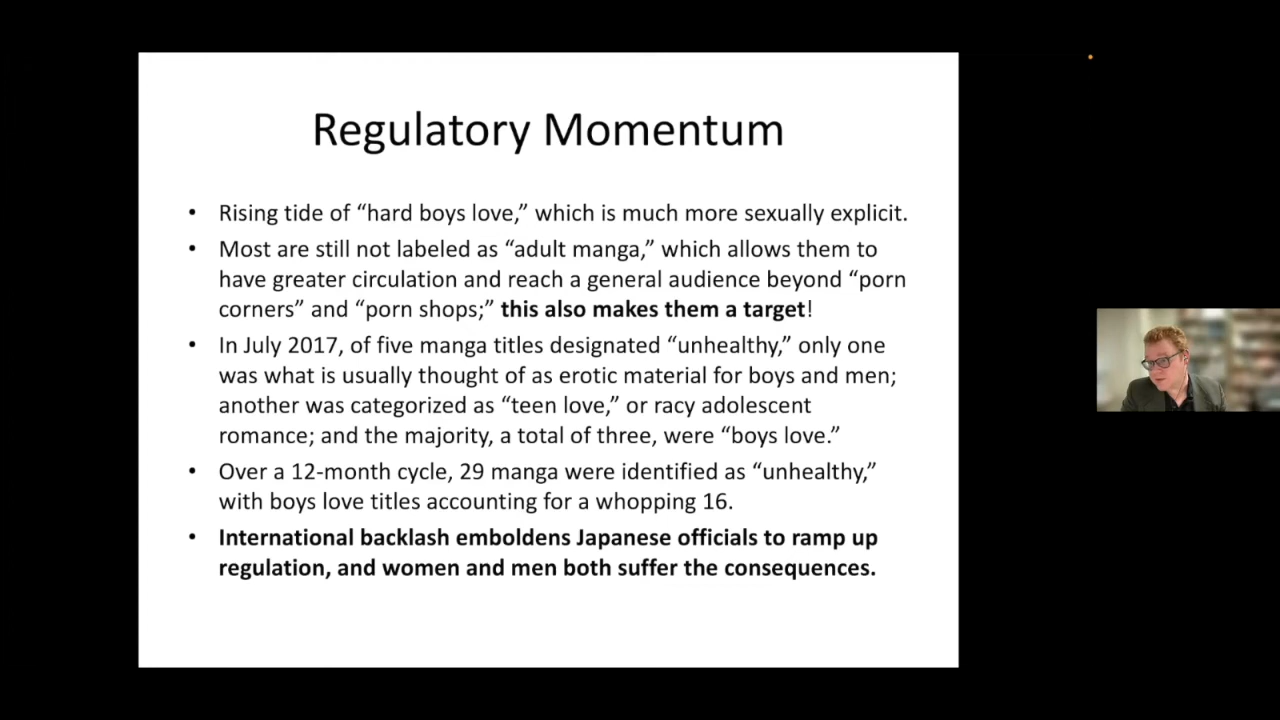 Regulatory Momentum
• Rising tide of “hard boys love,” which is much more sexually explicit.
• Most are still not labeled as “adult manga,” which allows them to
have greater circulation and reach a general audience beyond “porn
corners” and “porn shops;” this also makes them a target!
• In July 2017, of five manga titles designated “unhealthy,” only one
was what is usually thought of as erotic material for boys and men;
another was categorized as “teen love,” or racy adolescent
romance; and the majority, a total of three, were “boys love.”
• Over a 12-month cycle, 29 manga were identified as “unhealthy,”
with boys love titles accounting for a whopping 16.
• International backlash emboldens Japanese officials to ramp up
regulation, and women and men both suffer the consequences.